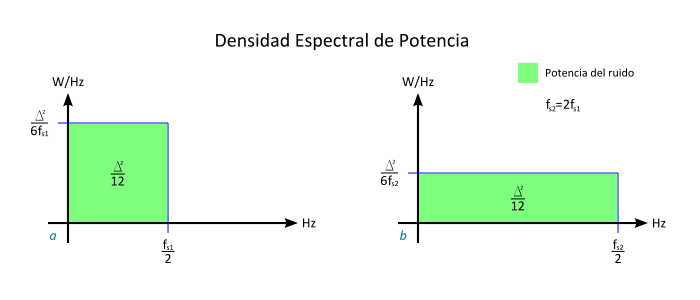 Densidad Espectral de Potencia
W/Hz
Δ²
6fs1
Δ²
12
Hz
a
fs1
2
W/Hz
Potencia del ruido
fs2=2fs1
Δ²
6fs2
Δ²
12
Hz
b
fs2
2